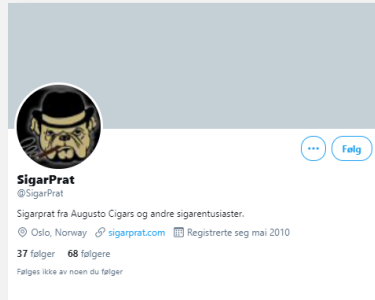 SigarPrat
@SigarPrat
Følg
Sigarprat fra Augusto Cigars og andre sigarentusiaster.
Oslo, Norway sigarprat.com Registrerte seg mai 2010
37 følger 68 følgere
Følges ikke av noen du følger